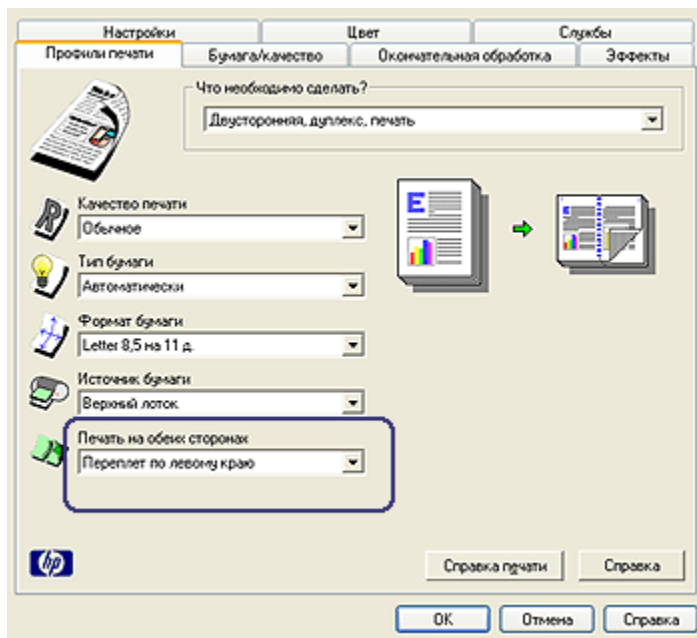 Настройки
Цвет
Службы
Профили печати
Бумага/качество
Окончательная обработка
Эффекты
Что необходимо сделать?
Двусторонняя, дуплекс, печать
Качество печати
Обычное
Тип бумаги
Автоматически
Формат бумаги
Letter 8,5 на 11 д.
Источник бумаги
Верхний лоток
Печать на обеих сторонах
Переплет по левому краю
hp
Справка печати
Справка
OK
Отмена
Справка